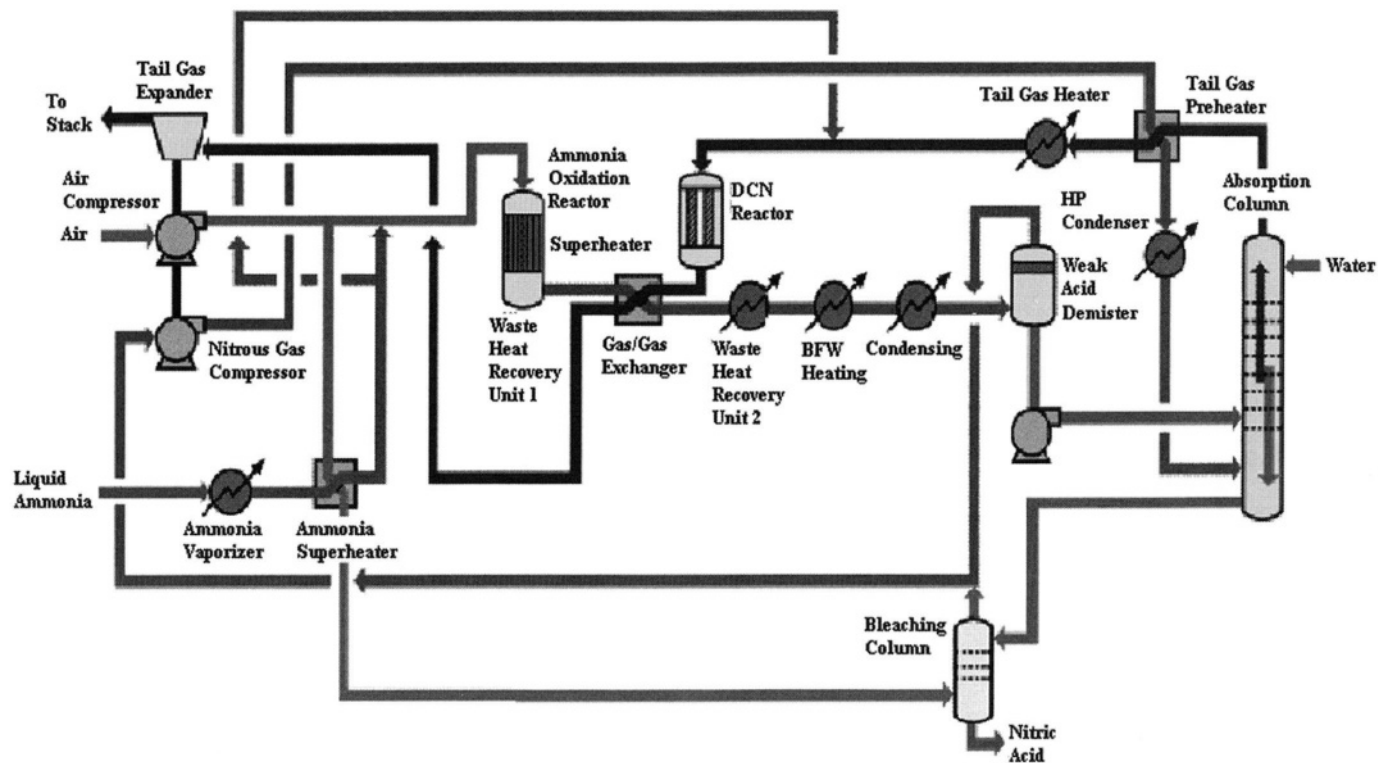 Tail Gas
Expander
To
Stack
Air
Compressor
Air
Nitrous Gas
Compressor
Liquid
Ammonia
Ammonia
Vaporizer
Ammonia
Superheater
Ammonia
Oxidation
Reactor
Superheater
Waste
Heat
Recovery
Unit 1
Gas/Gas
Exchanger
DCN
Reactor
Waste
Heat
Recovery
Unit 2
BFW
Heating
Condensing
Weak
Acid
Demister
Tail Gas Heater
Tail Gas
Preheater
HP
Condenser
Absorption
Column
Water
Bleaching
Column
Nitric
Acid